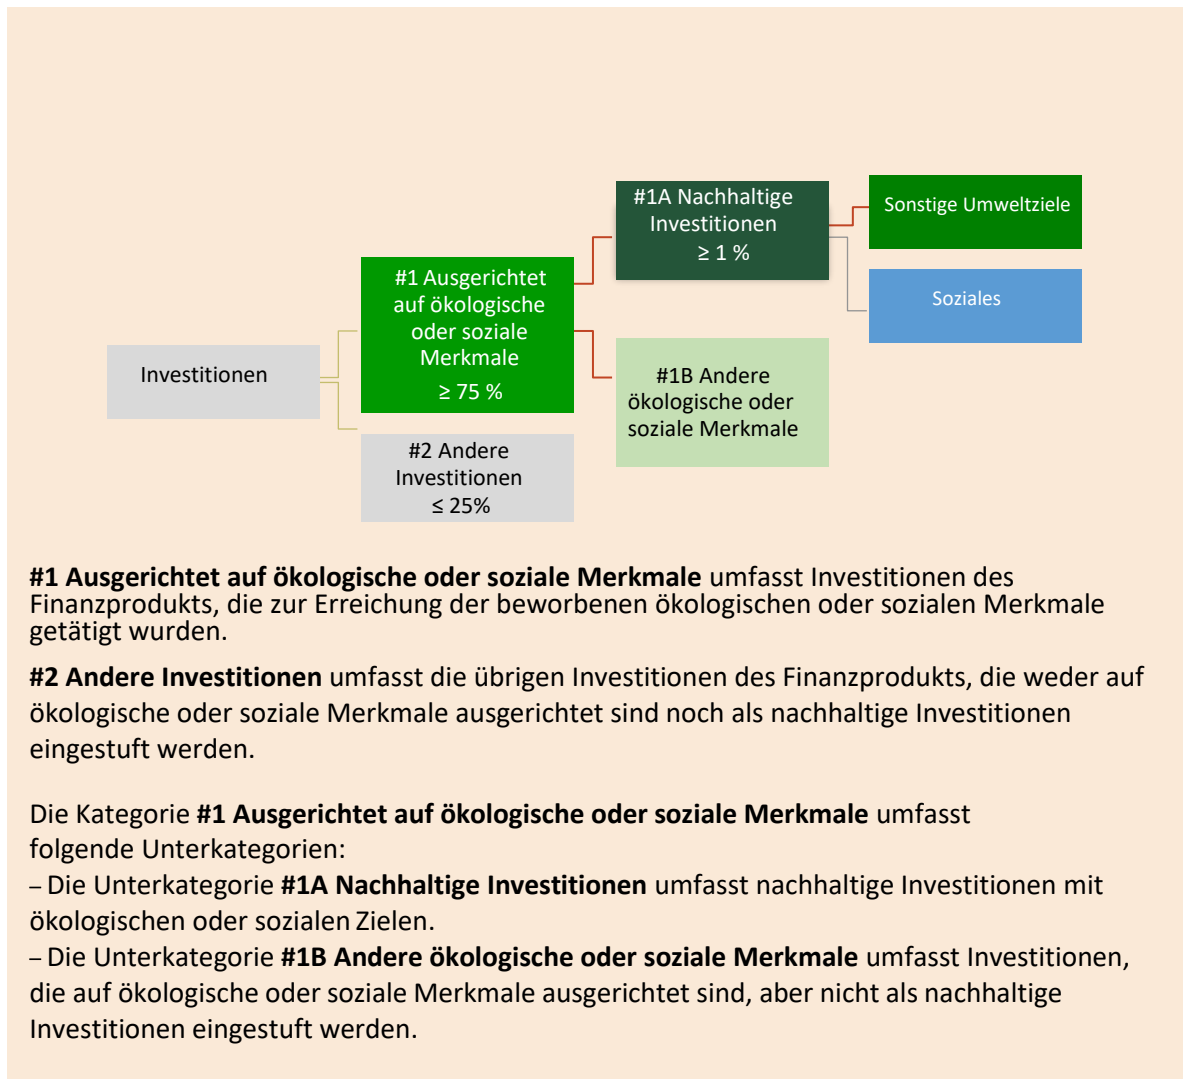 Investitionen
#1 Ausgerichtet
auf ökologische
oder soziale
Merkmale
≥ 75 %
#2 Andere
Investitionen
≤ 25%
#1A Nachhaltige
Investitionen
≥ 1 %
#1B Andere
ökologische oder
soziale Merkmale
Sonstige Umweltziele
Soziales
#1 Ausgerichtet auf ökologische oder soziale Merkmale umfasst Investitionen des
Finanzprodukts, die zur Erreichung der beworbenen ökologischen oder sozialen Merkmale
getätigt wurden.
#2 Andere Investitionen umfasst die übrigen Investitionen des Finanzprodukts, die weder auf
ökologische oder soziale Merkmale ausgerichtet sind noch als nachhaltige Investitionen
eingestuft werden.
Die Kategorie #1 Ausgerichtet auf ökologische oder soziale Merkmale umfasst
folgende Unterkategorien:
– Die Unterkategorie #1A Nachhaltige Investitionen umfasst nachhaltige Investitionen mit
ökologischen oder sozialen Zielen.
– Die Unterkategorie #1B Andere ökologische oder soziale Merkmale umfasst Investitionen,
die auf ökologische oder soziale Merkmale ausgerichtet sind, aber nicht als nachhaltige
Investitionen eingestuft werden.